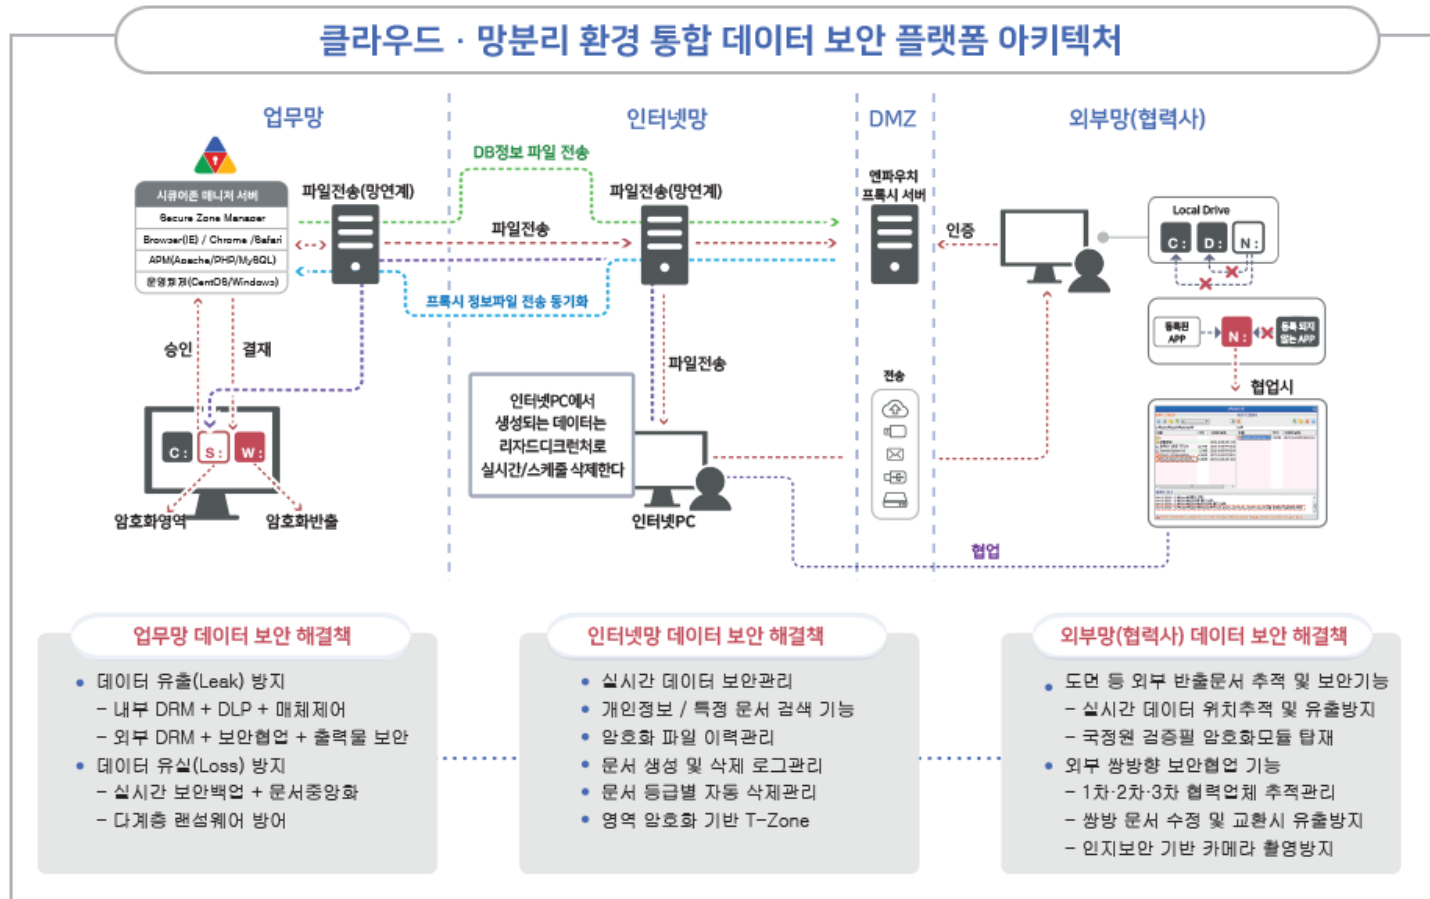 클라우드 · 망분리 환경 통합 데이터 보안 플랫폼 아키텍처
업무망
인터넷망
DMZ
외부망(협력사)
DB정보 파일 전송
시큐어존 매니저 서버
Secure Zone Manager
Browser(IE) / Chrome /Safari
APM(Apache/PHP/MySQL)
운영체제(CentOS/Windows)
파일전송(망연계)
파일전송
파일전송(망연계)
엔파우치
프록시 서버
인증
Local Drive
C:
D:
N:
프록시 정보파일 전송 동기화
등록된
APP
N:
등록 되지
않는 APP
승인
결재
파일전송
전송
협업시
인터넷PC에서
생성되는 데이터는
리자드디크런처로
실시간/스케줄 삭제한다
C:
S:
W:
암호화영역
암호화반출
인터넷PC
협업
업무망 데이터 보안 해결책
• 데이터 유출(Leak) 방지
- 내부 DRM + DLP + 매체제어
- 외부 DRM + 보안협업 + 출력물 보안
• 데이터 유실(Loss) 방지
- 실시간 보안백업 + 문서중앙화
- 다계층 랜섬웨어 방어
인터넷망 데이터 보안 해결책
• 실시간 데이터 보안관리
• 개인정보 / 특정 문서 검색 기능
• 암호화 파일 이력관리
• 문서 생성 및 삭제 로그관리
• 문서 등급별 자동 삭제관리
• 영역 암호화 기반 T-Zone
외부망(협력사) 데이터 보안 해결책
• 도면 등 외부 반출문서 추적 및 보안기능
- 실시간 데이터 위치추적 및 유출방지
- 국정원 검증필 암호화모듈 탑재
• 외부 쌍방향 보안협업 기능
- 1차·2차·3차 협력업체 추적관리
- 쌍방 문서 수정 및 교환시 유출방지
- 인지보안 기반 카메라 촬영방지